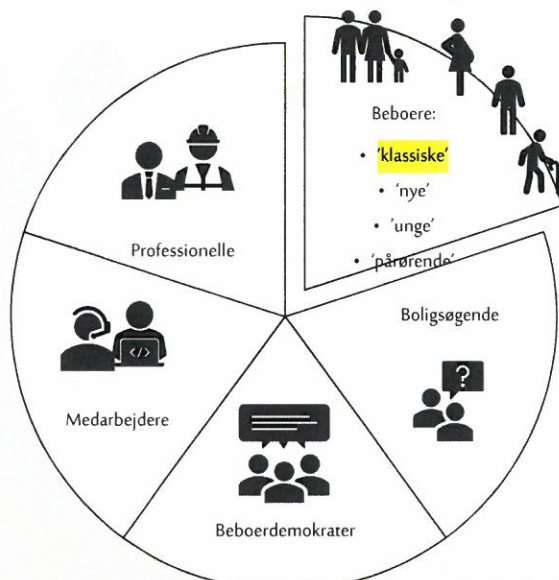 Beboere:
• 'klassiske'
• 'nye'
• 'unge'
• 'pårørende'
Professionelle
Boligsøgende
?
Medarbejdere
</>
Beboerdemokrater